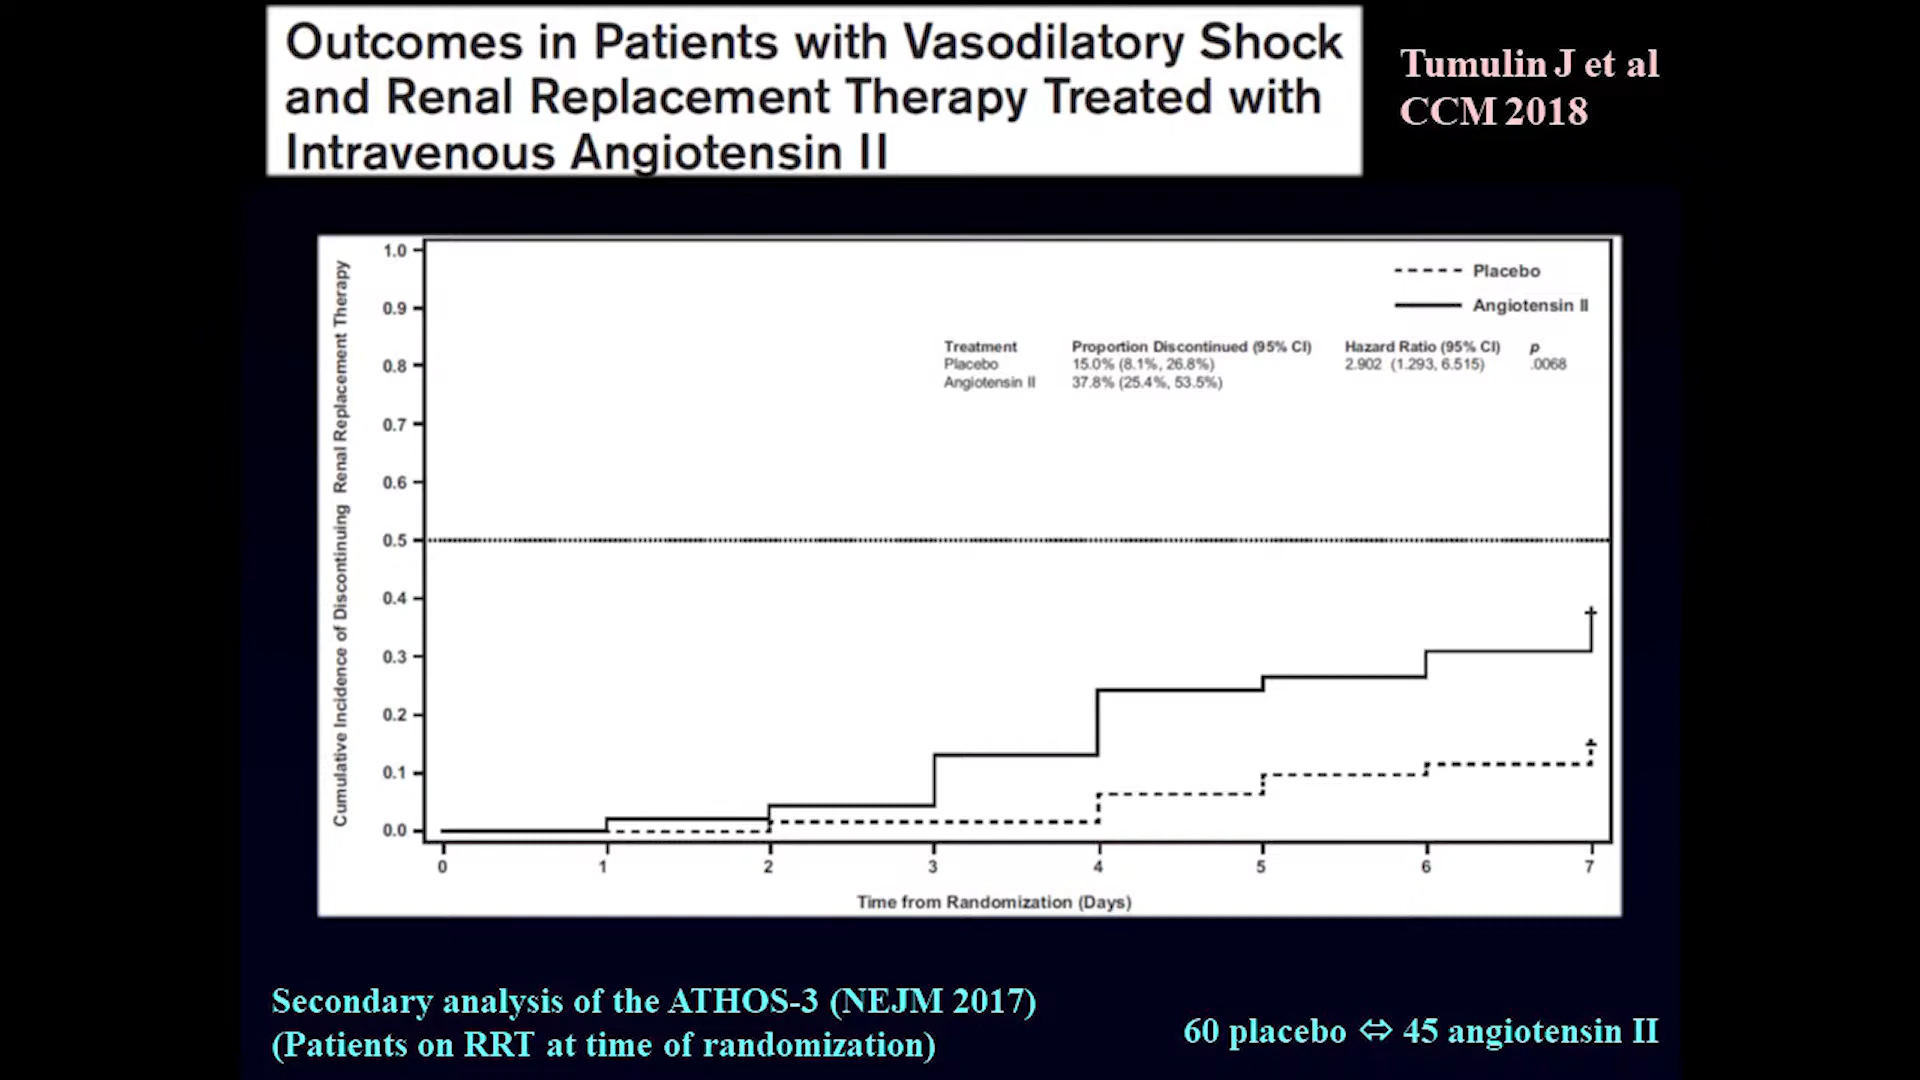 Outcomes in Patients with Vasodilatory Shock
and Renal Replacement Therapy Treated with
Intravenous Angiotensin II
Tumulin J et al
CCM 2018
Cumulative Incidence of Discontinuing Renal Replacement Therapy
1.0
0.9
0.8
0.7
0.6
0.5
0.4
0.3
0.2
0.1
0.0
Placebo
Angiotensin II
Treatment Proportion Discontinued (95% CI) Hazard Ratio (95% CI) p
Placebo 15.0% (8.1%, 26.8%) 2.902 (1.293, 6.515) .0068
Angiotensin II 37.8% (25.4%, 53.5%)
0 1 2 3 4 5 6 7
Time from Randomization (Days)
Secondary analysis of the ATHOS-3 (NEJM 2017)
(Patients on RRT at time of randomization)
60 placebo ⇔ 45 angiotensin II